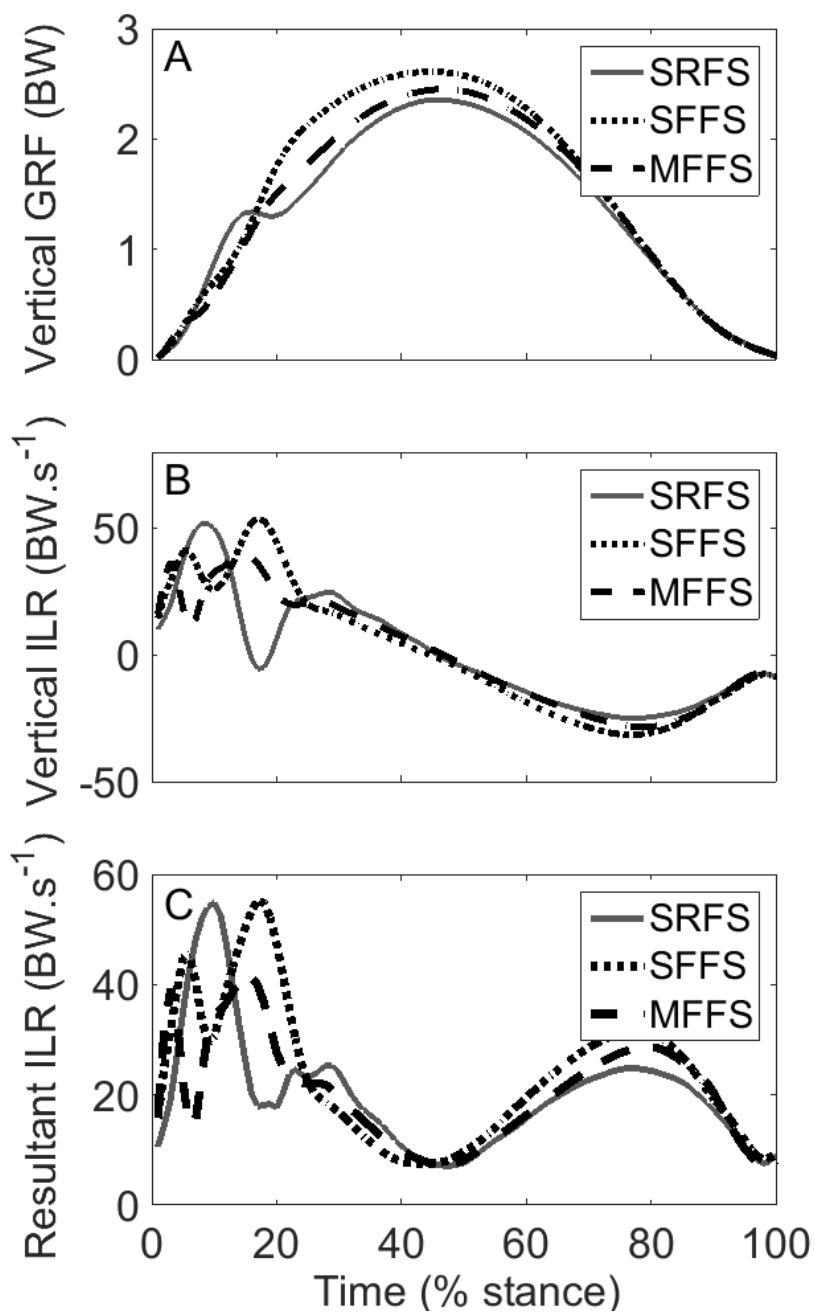 A
Vertical GRF (BW)
3
2
1
0
SRFS
SFFS
MFFS
B
Vertical ILR (BW.s⁻¹)
50
0
-50
SRFS
SFFS
MFFS
C
Resultant ILR (BW.s⁻¹)
60
40
20
0
SRFS
SFFS
MFFS
0 20 40 60 80 100
Time (% stance)